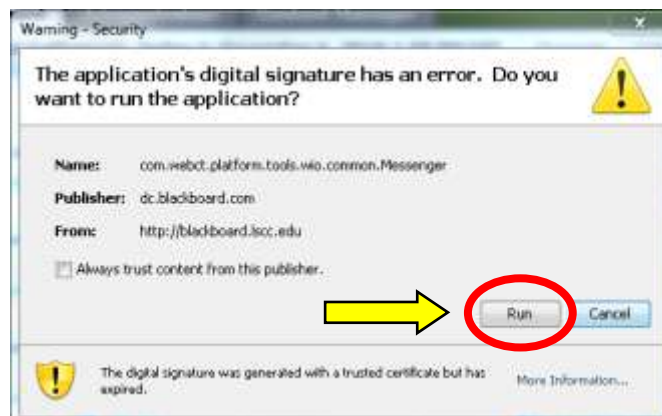 Warning - Security
The application's digital signature has an error. Do you
want to run the application?
Name: com.webct.platform.tools.wio.common.Messenger
Publisher: dc.blackboard.com
From: http://blackboard.lscc.edu
Always trust content from this publisher.
Run Cancel
The digital signature was generated with a trusted certificate but has
expired.
More Information...